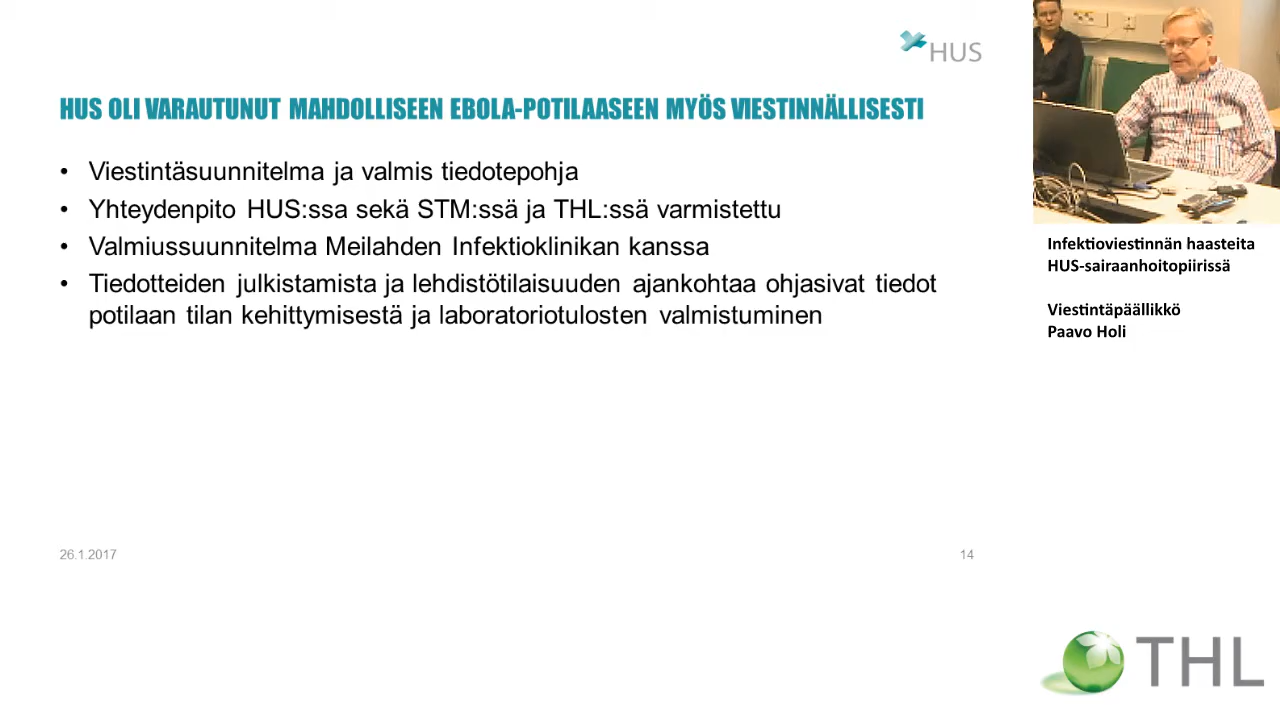 HUS
HUS OLI VARAUTUNUT MAHDOLLISEEN EBOLA-POTILAASEEN MYÖS VIESTINNÄLLISESTI
• Viestintäsuunnitelma ja valmis tiedotepohja
• Yhteydenpito HUS:ssa sekä STM:ssä ja THL:ssä varmistettu
• Valmiussuunnitelma Meilahden Infektioklinikan kanssa
• Tiedotteiden julkistamista ja lehdistötilaisuuden ajankohtaa ohjasivat tiedot
potilaan tilan kehittymisestä ja laboratoriotulosten valmistuminen
26.1.2017
14
Infektioviestinnän haasteita
HUS-sairaanhoitopiirissä
Viestintäpäällikkö
Paavo Holi
THL